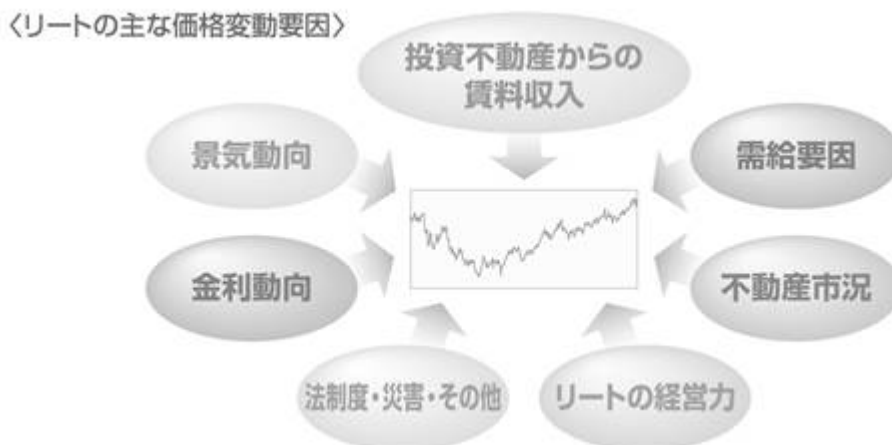 〈リートの主な価格変動要因〉
投資不動産からの
賃料収入
景気動向
需給要因
金利動向
不動産市況
法制度・災害・その他
リートの経営力